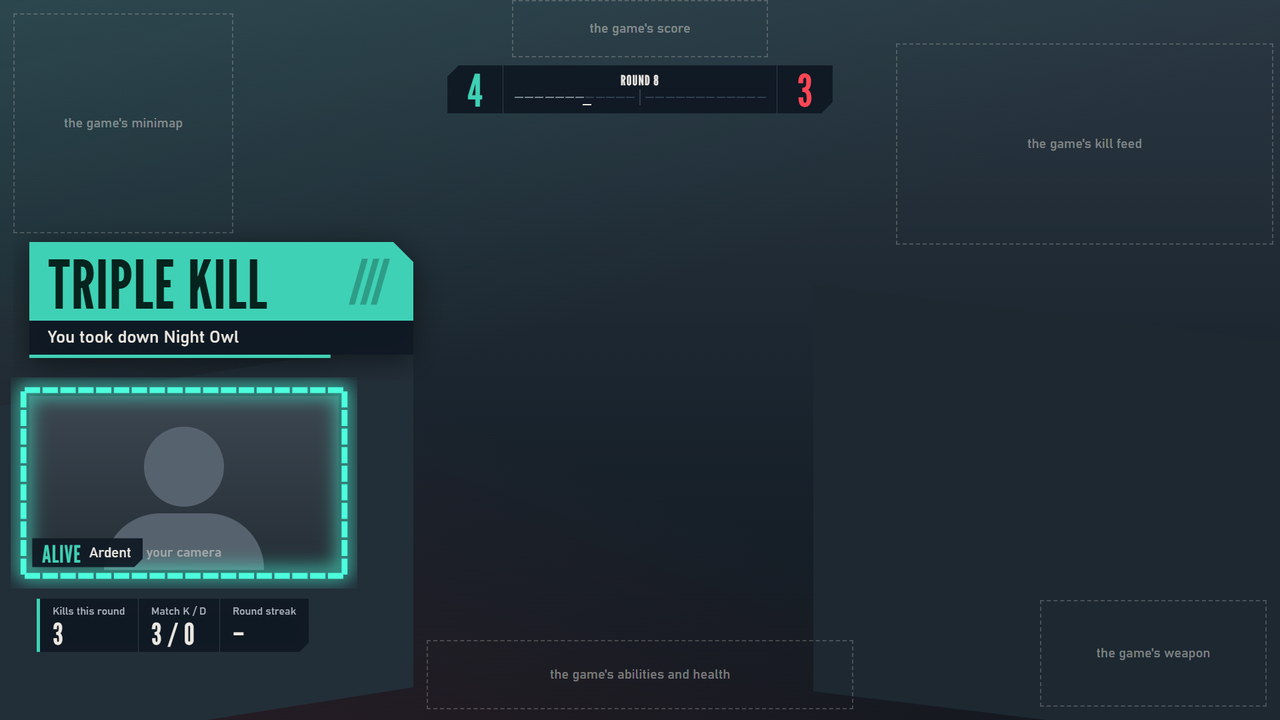 the game's score
the game's minimap
4
ROUND 8
3
the game's kill feed
TRIPLE KILL
You took down Night Owl
ALIVE Ardent
your camera
Kills this round
3
Match K / D
3 / 0
Round streak
–
the game's abilities and health
the game's weapon